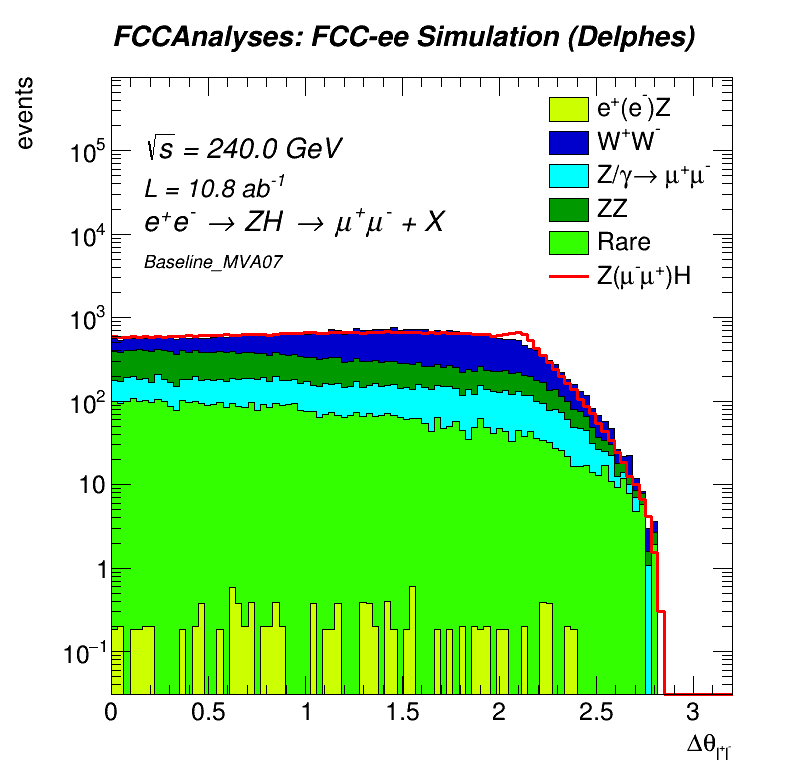 FCCAnalyses: FCC-ee Simulation (Delphes)
events
√s = 240.0 GeV
L = 10.8 ab⁻¹
e⁺e⁻ → ZH → μ⁺μ⁻ + X
Baseline_MVA07
e⁺(e⁻)Z
W⁺W⁻
Z/γ→ μ⁺μ⁻
ZZ
Rare
Z(μ⁻μ⁺)H
10⁵
10⁴
10³
10²
10
1
10⁻¹
0 0.5 1 1.5 2 2.5 3
Δθ_l⁺l⁻